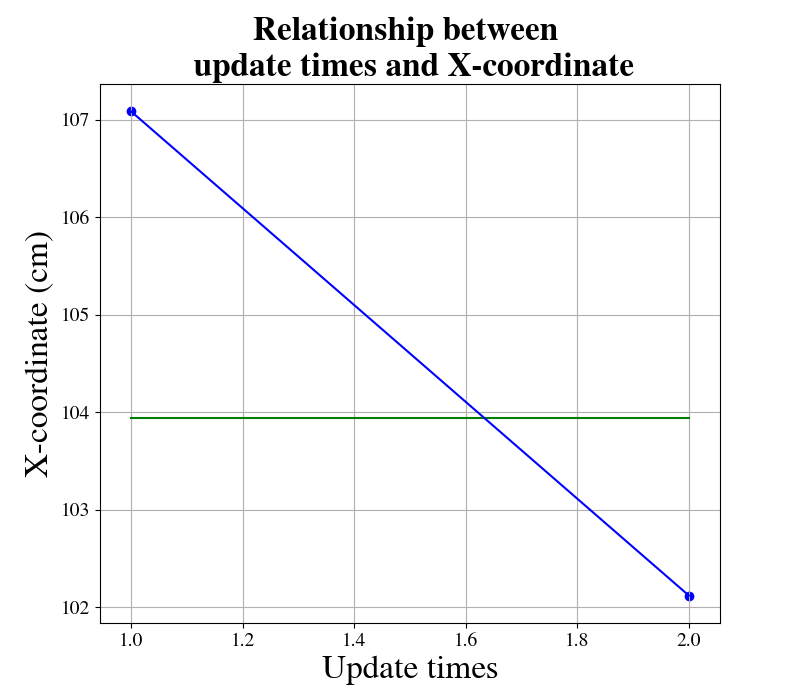 Relationship between
update times and X-coordinate
107
106
105
104
103
102
X-coordinate (cm)
1.0 1.2 1.4 1.6 1.8 2.0
Update times